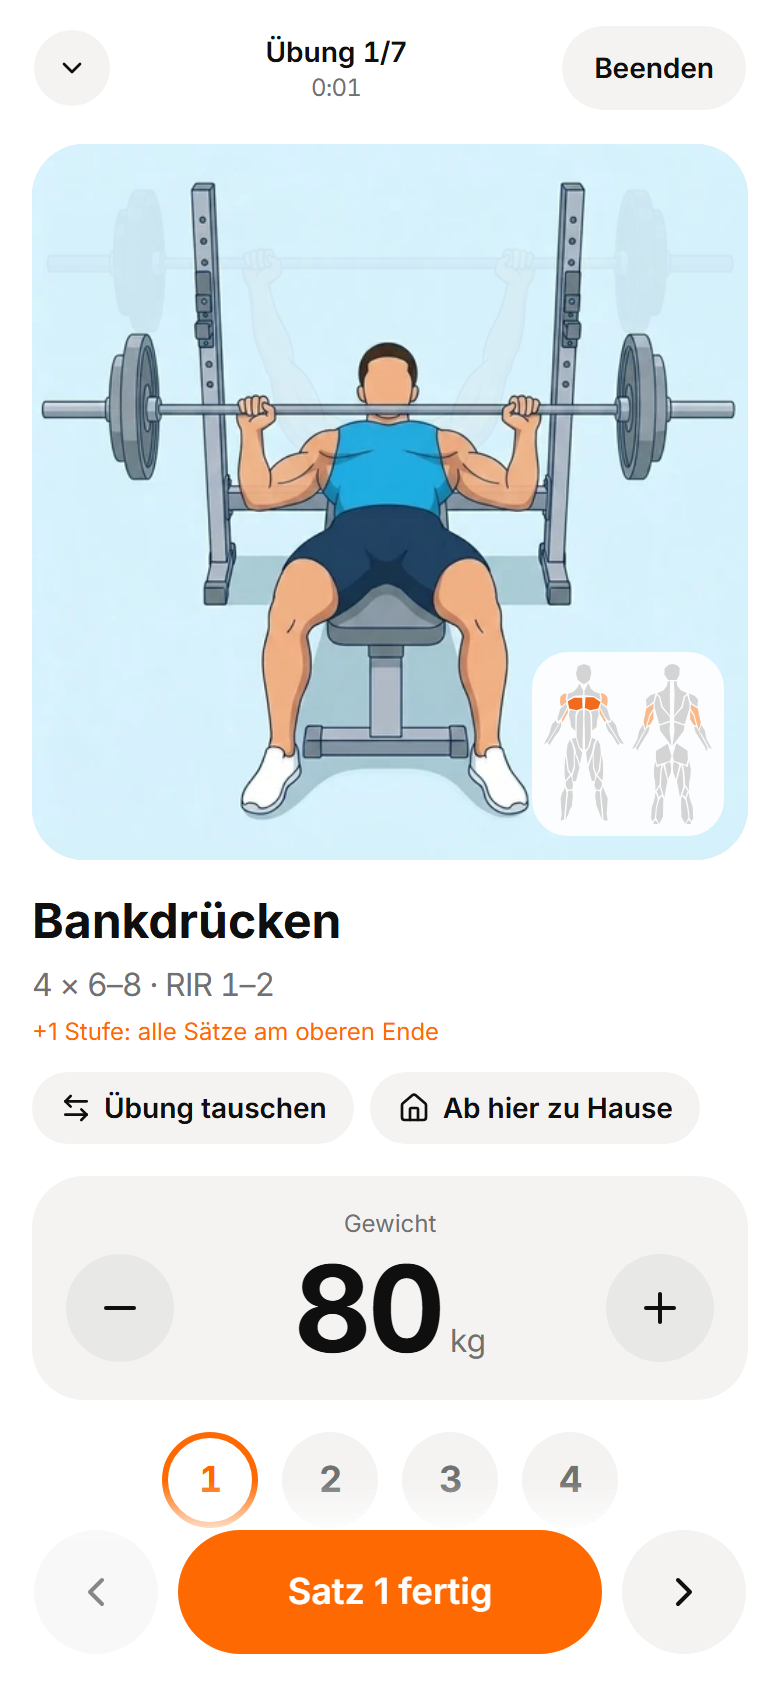 Übung 1/7
0:01
Beenden
Bankdrücken
4 × 6–8 · RIR 1–2
+1 Stufe: alle Sätze am oberen Ende
Übung tauschen
Ab hier zu Hause
Gewicht
80 kg
1 2 3 4
Satz 1 fertig